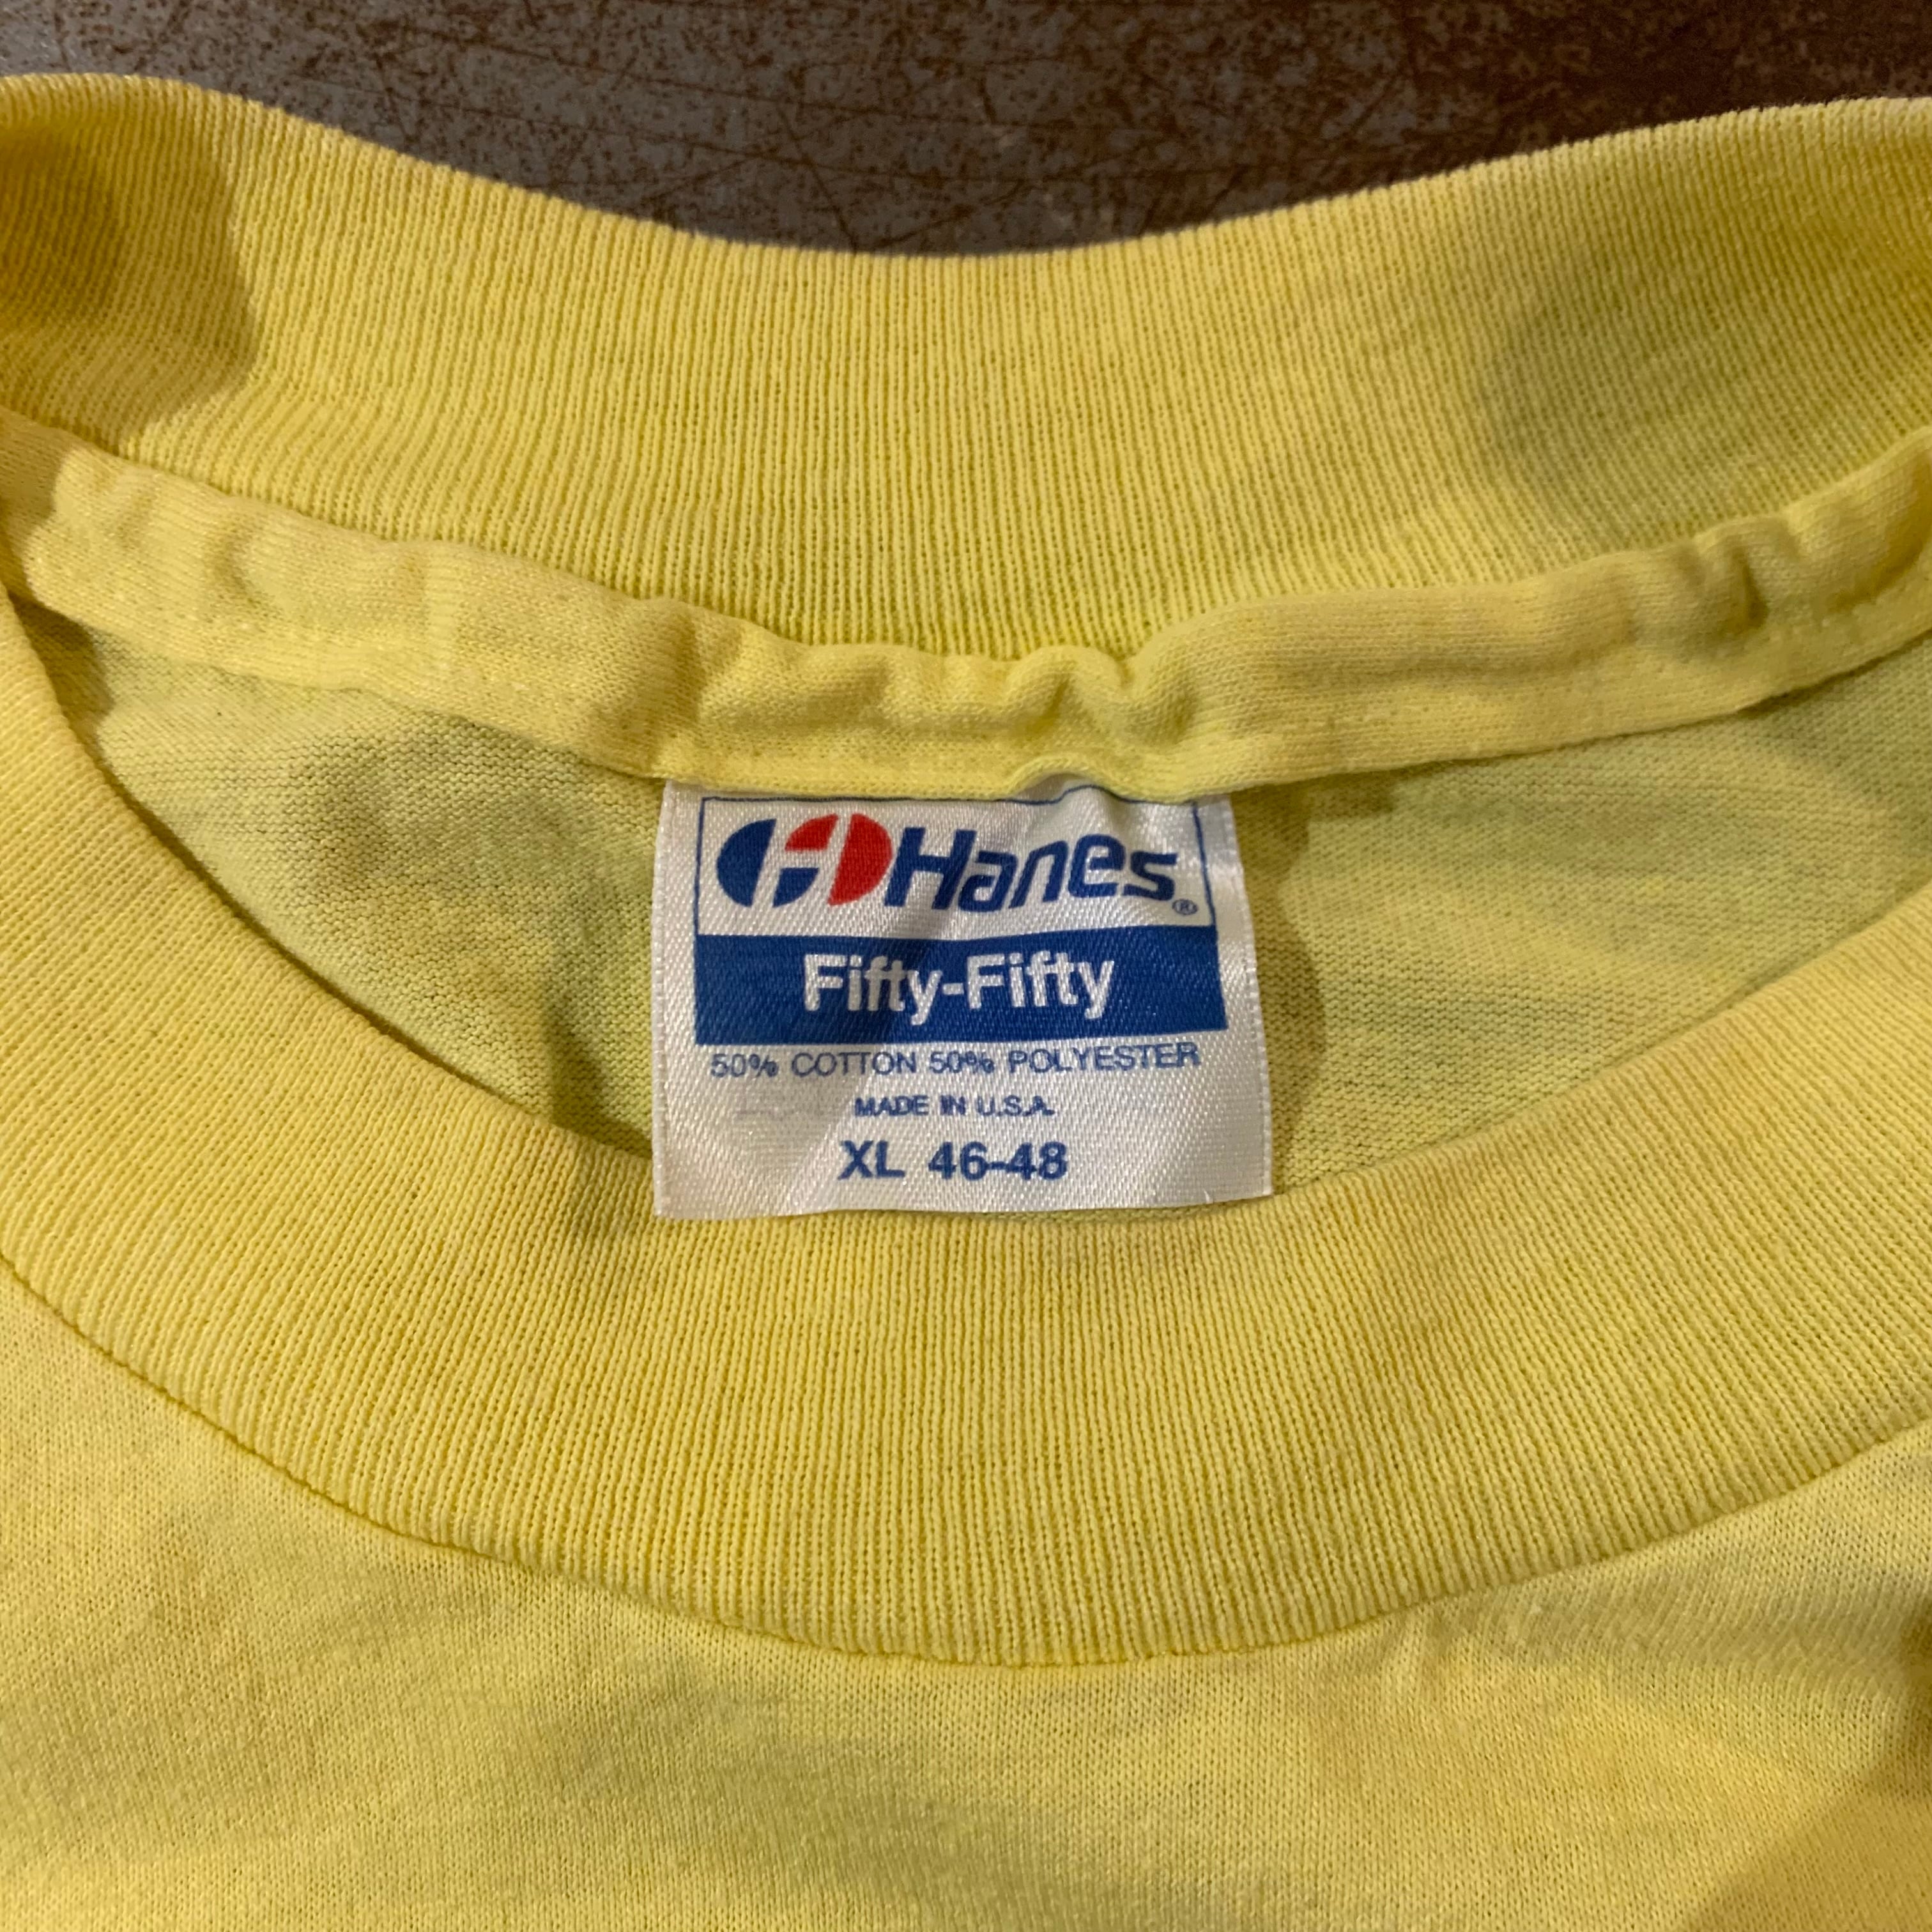 Hanes®
Fifty-Fifty
50% COTTON 50% POLYESTER
MADE IN U.S.A.
XL 46-48